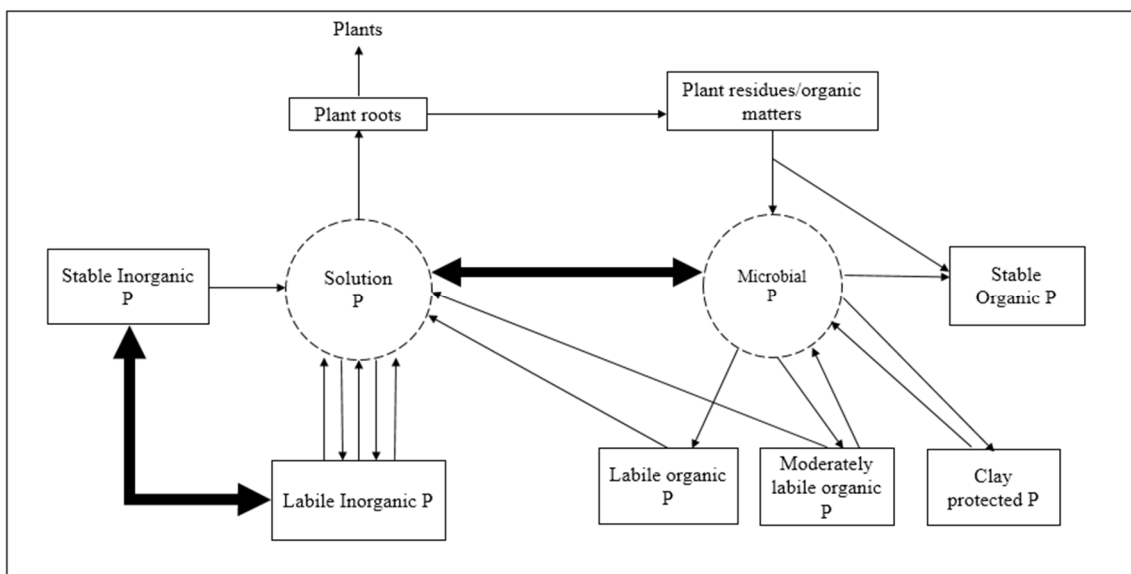 Plants
Plant roots
Plant residues/organic
matters
Stable Inorganic
P
Solution
P
Microbial
P
Stable
Organic P
Labile Inorganic P
Labile organic
P
Moderately
labile organic
P
Clay
protected P